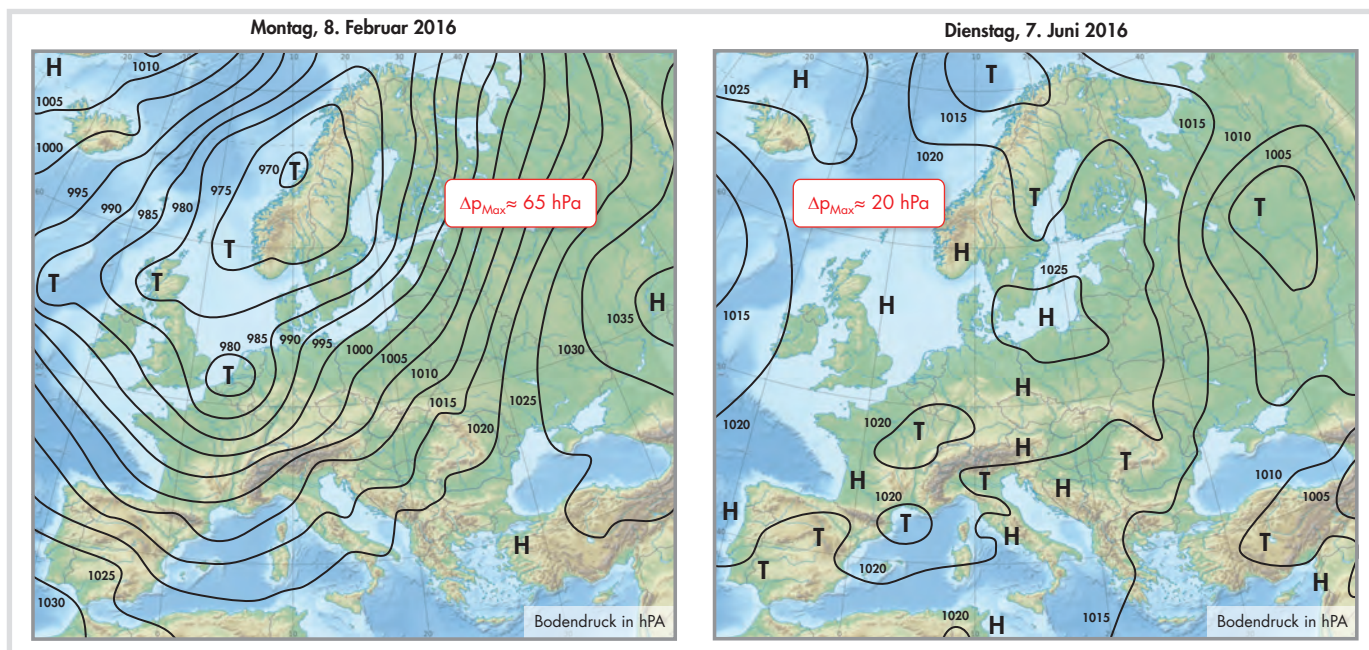 Montag, 8. Februar 2016
H
1010
1005
1000
995
990
985
980
975
970
T
T
T
T
ΔpMax≈ 65 hPa
H
1035
1030
980
985
990
995
1000
1005
1010
1015
1020
1025
T
H
1025
1030
Bodendruck in hPA
Dienstag, 7. Juni 2016
H
T
1025
1015
1020
1015
1010
1005
T
T
ΔpMax≈ 20 hPa
H
H
1025
H
1015
1020
H
1020
T
H
T
H
T
H
1020
T
H
1010
1005
H
T
T
1020
H
T
H
1020
H
1015
Bodendruck in hPA